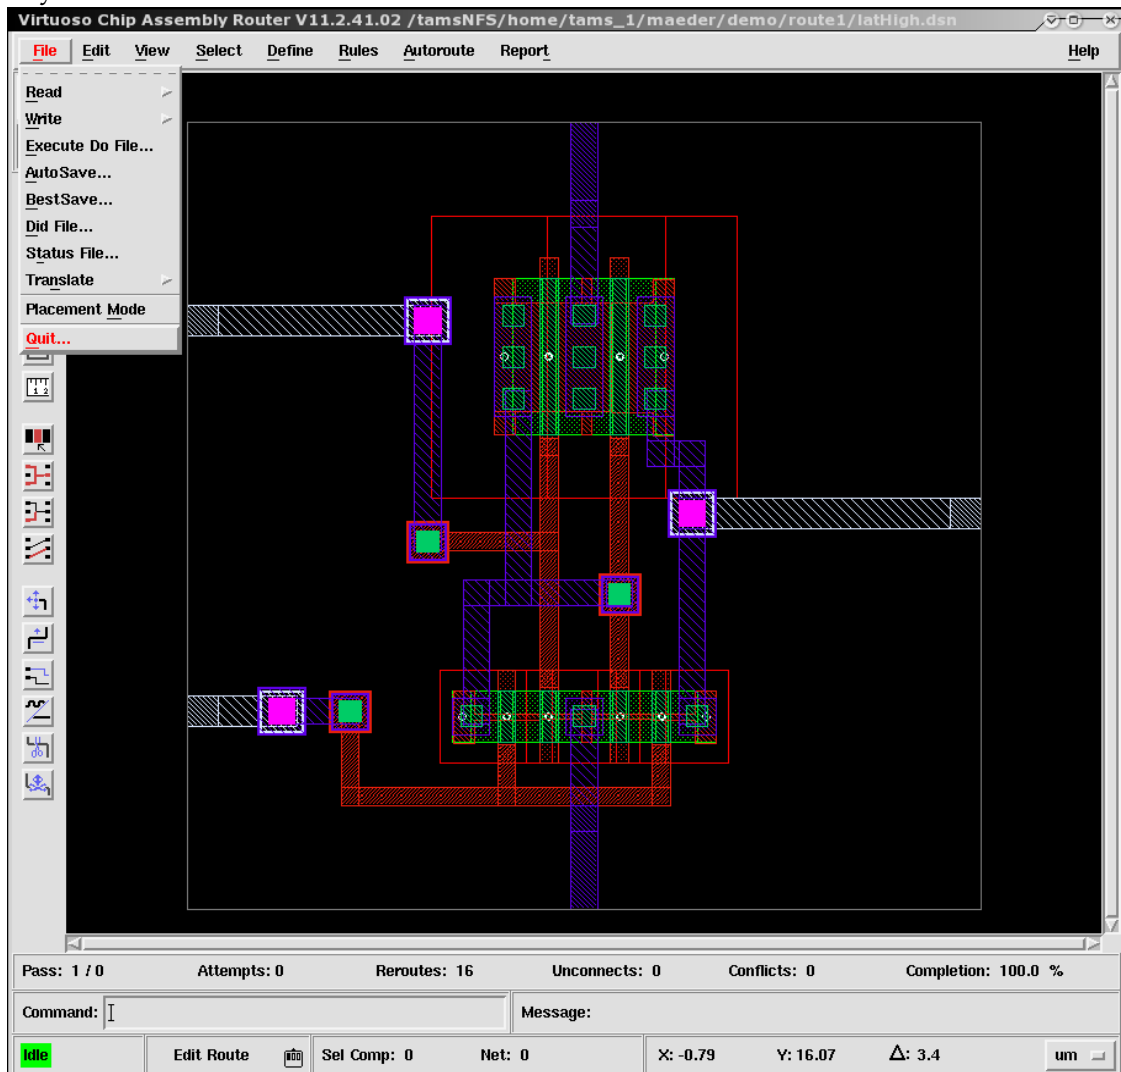 Virtuoso Chip Assembly Router V11.2.41.02 /tamsNFS/home/tams_1/maeder/demo/route1/latHigh.dsn
File Edit View Select Define Rules Autoroute Report Help
Read
Write
Execute Do File...
AutoSave...
BestSave...
Did File...
Status File...
Translate
Placement Mode
Quit...
1 2
Pass: 1 / 0 Attempts: 0 Reroutes: 16 Unconnects: 0 Conflicts: 0 Completion: 100.0 %
Command: Message:
Idle Edit Route Sel Comp: 0 Net: 0 X: -0.79 Y: 16.07 Δ: 3.4 um